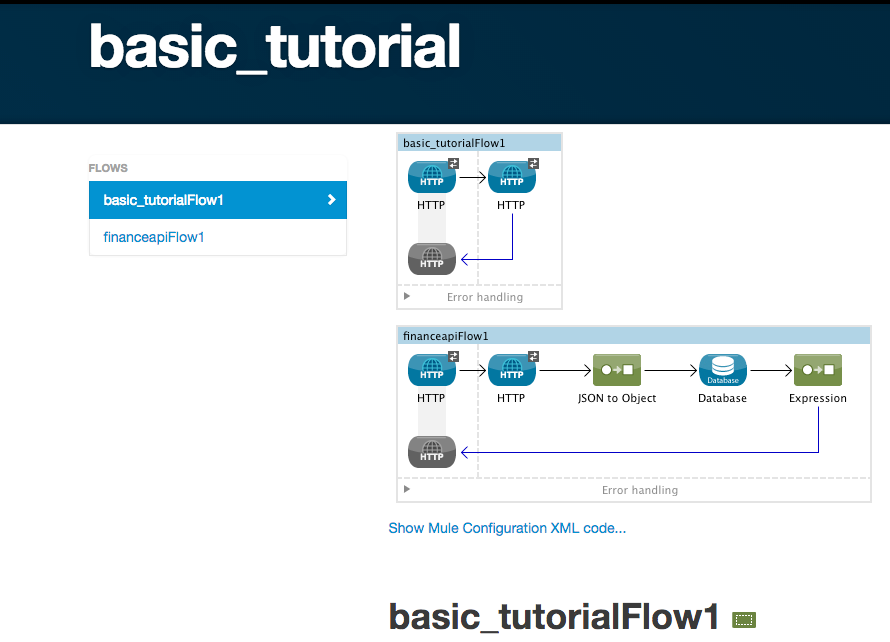 basic_tutorial
FLOWS
basic_tutorialFlow1
financeapiFlow1
basic_tutorialFlow1
HTTP HTTP
HTTP HTTP
HTTP
Error handling
financeapiFlow1
HTTP HTTP Database
HTTP HTTP JSON to Object Database Expression
HTTP
Error handling
Show Mule Configuration XML code...
basic_tutorialFlow1